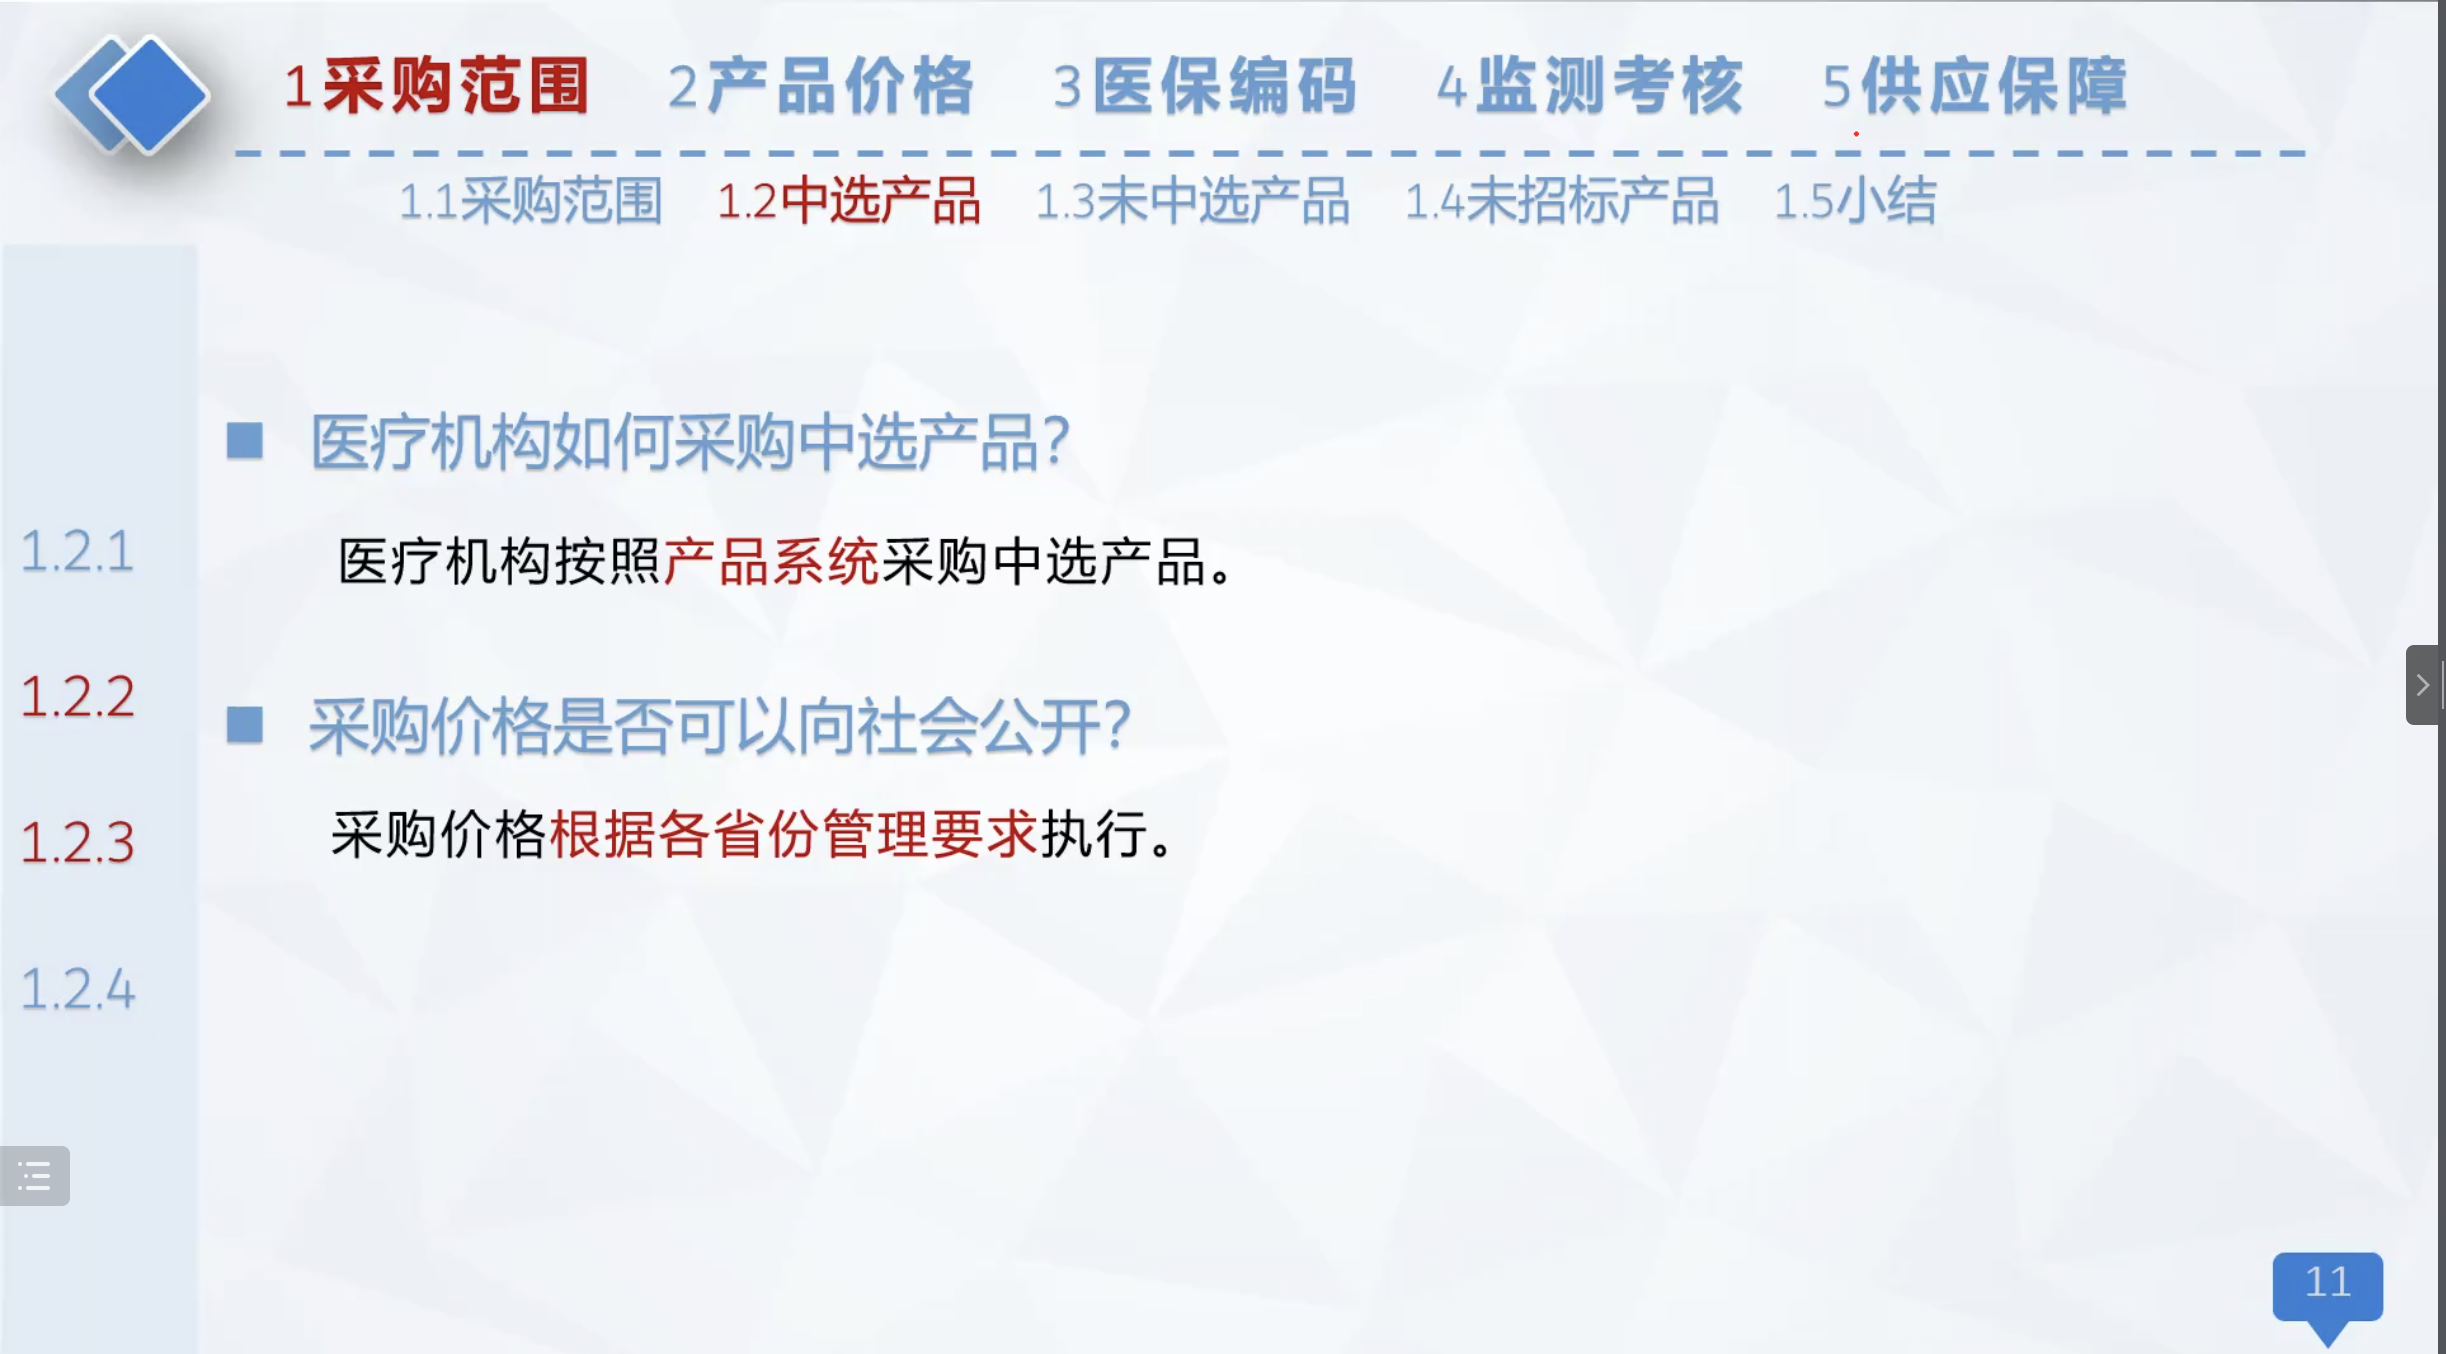 1采购范围 2产品价格 3医保编码 4监测考核 5供应保障
1.1采购范围 1.2中选产品 1.3未中选产品 1.4未招标产品 1.5小结
医疗机构如何采购中选产品？
1.2.1
医疗机构按照产品系统采购中选产品。
1.2.2
采购价格是否可以向社会公开？
1.2.3
采购价格根据各省份管理要求执行。
1.2.4
11